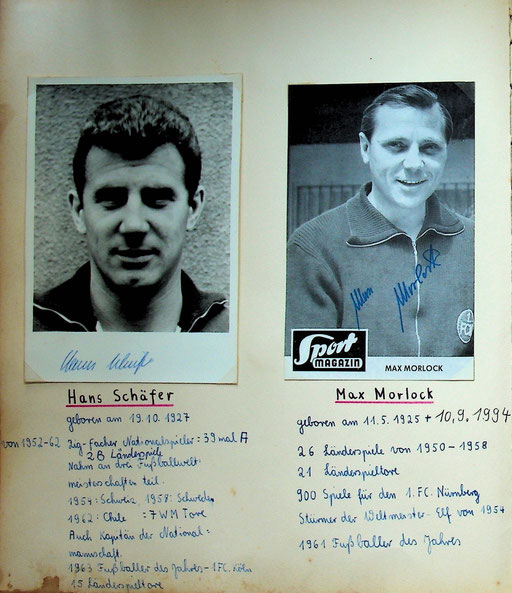 Hans Schäfer
geboren am 19.10.1927
von 1952-62 Zig-facher Nationalspieler = 39 mal A
2 B Länderspiele
Nahm an drei Fußballwelt
meisterschaften teil.
1954: Schweiz, 1958: Schweden
1962: Chile = 7 WM Tore
Auch Kapitän der National=
mannschaft.
1963 Fußballer des Jahres - 1.FC. Köln
15 Länderspieltore
Max Morlock
Sport
MAGAZIN
MAX MORLOCK
Max Morlock
geboren am 11.5.1925 + 10.9.1994
26 Länderspiele von 1950-1958
21 Länderspieltore
900 Spiele für den 1. FC. Nürnberg
Stürmer der Weltmeister-Elf von 1954
1961 Fußballer des Jahres